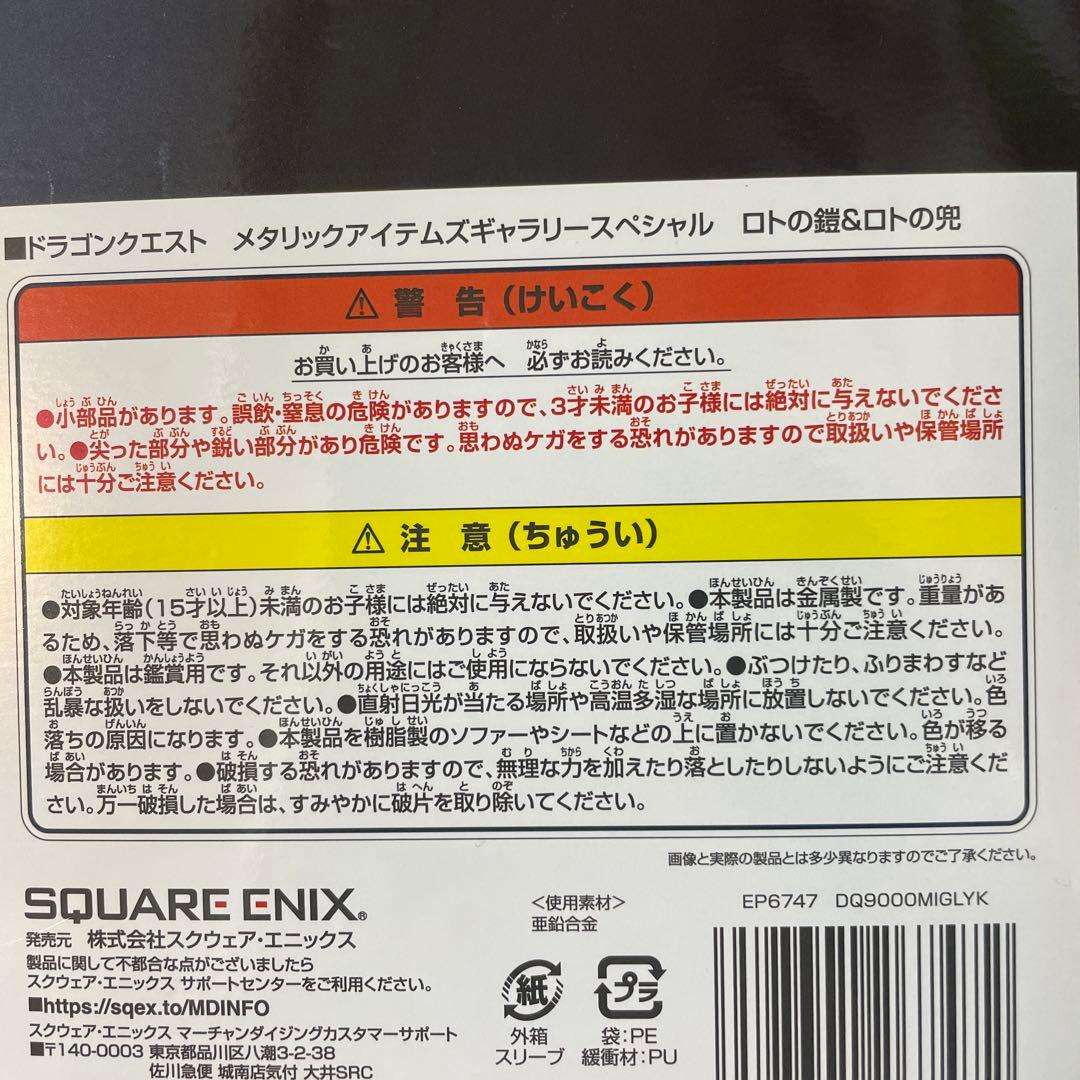 ■ドラゴンクエスト　メタリックアイテムズギャラリースペシャル　ロトの鎧&ロトの兜
⚠ 警　告（けいこく）
お買い上げのお客様へ　必ずお読みください。
●小部品があります。誤飲・窒息の危険がありますので、3才未満のお子様には絶対に与えないでくださ
い。●尖った部分や鋭い部分があり危険です。思わぬケガをする恐れがありますので取扱いや保管場所
には十分ご注意ください。
⚠ 注　意（ちゅうい）
●対象年齢（15才以上）未満のお子様には絶対に与えないでください。●本製品は金属製です。重量があ
るため、落下等で思わぬケガをする恐れがありますので、取扱いや保管場所には十分ご注意ください。
●本製品は鑑賞用です。それ以外の用途にはご使用にならないでください。●ぶつけたり、ふりまわすなど
乱暴な扱いをしないでください。●直射日光が当たる場所や高温多湿な場所に放置しないでください。色
落ちの原因になります。●本製品を樹脂製のソファーやシートなどの上に置かないでください。色が移る
場合があります。●破損する恐れがありますので、無理な力を加えたり落としたりしないようにご注意くだ
さい。万一破損した場合は、すみやかに破片を取り除いてください。
画像と実際の製品とは多少異なりますのでご了承ください。
SQUARE ENIX®
発売元　株式会社スクウェア・エニックス
製品に関して不都合な点がございましたら
スクウェア・エニックス サポートセンターをご利用ください。
■https://sqex.to/MDINFO
スクウェア・エニックス マーチャンダイジングカスタマーサポート
■〒140-0003 東京都品川区八潮3-2-38
佐川急便 城南店気付 大井SRC
＜使用素材＞
亜鉛合金
紙
外箱
スリーブ
プラ
袋：PE
緩衝材：PU
EP6747　DQ9000MIGLYK